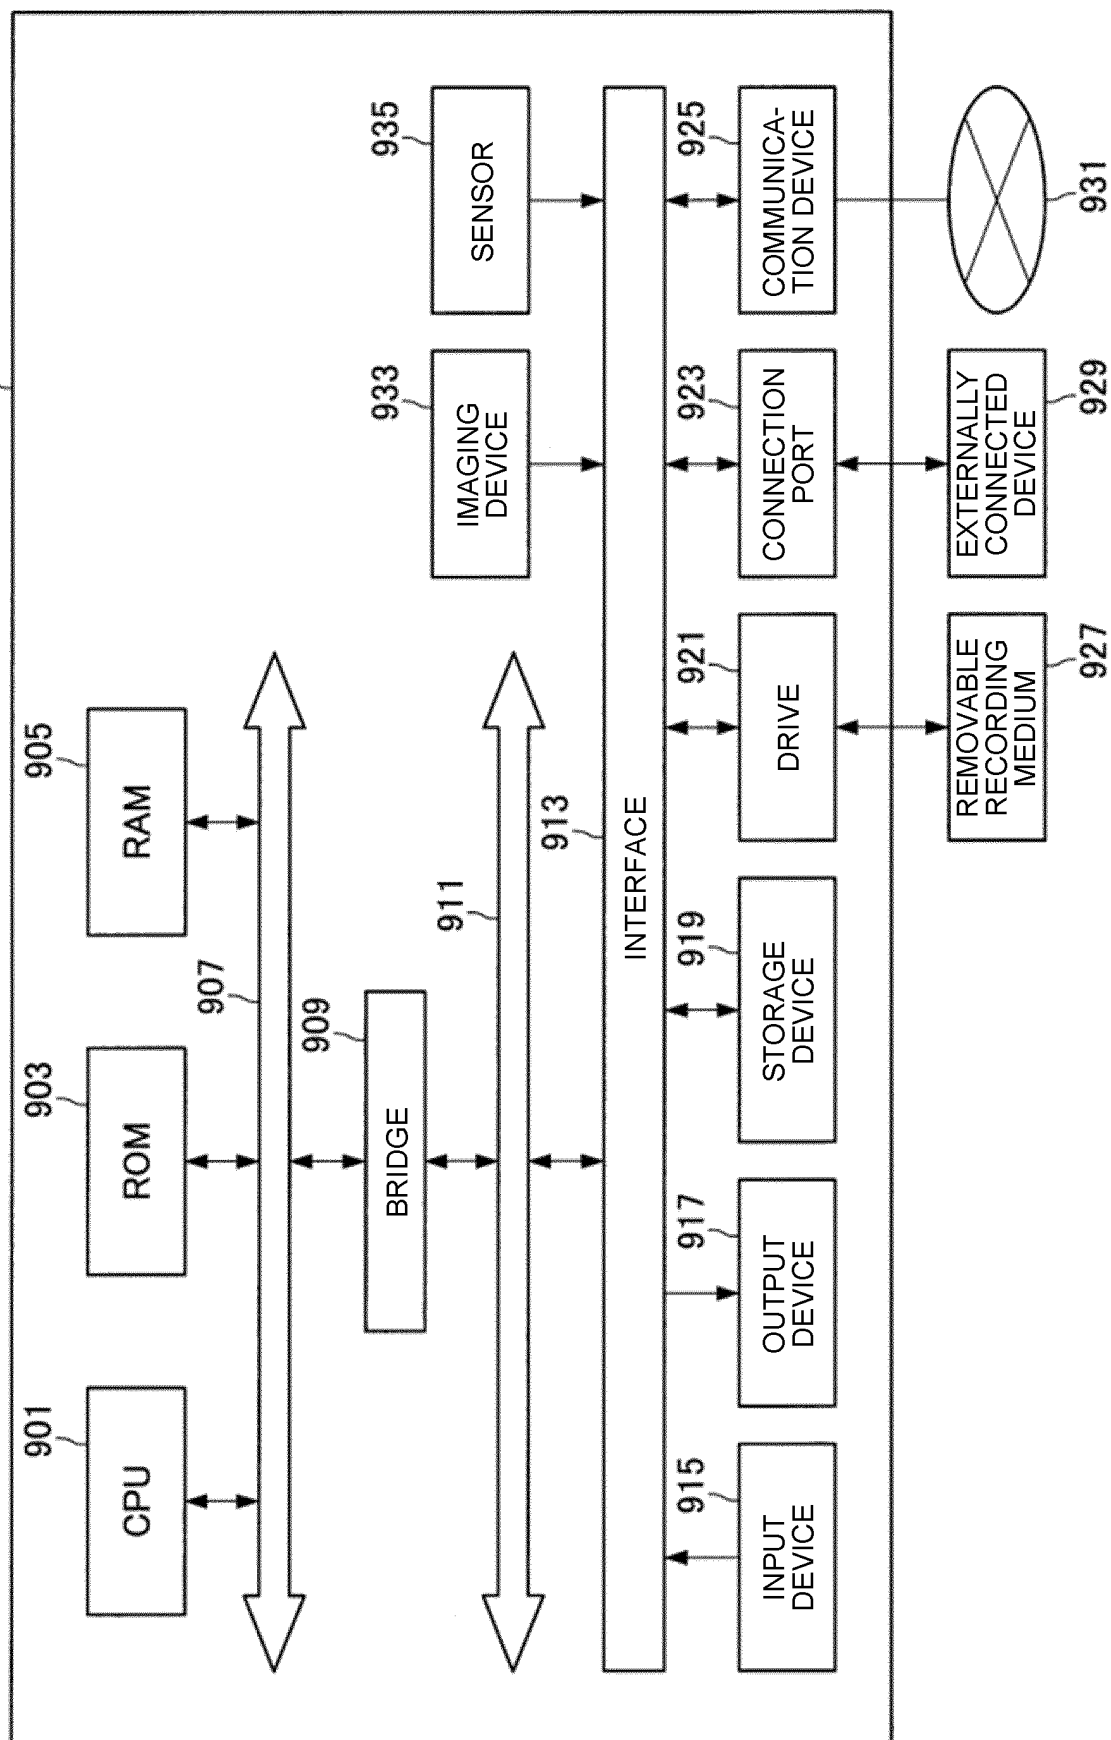 901
CPU
903
ROM
905
RAM
907
909
BRIDGE
911
933
IMAGING
DEVICE
935
SENSOR
913
INTERFACE
915
INPUT
DEVICE
917
OUTPUT
DEVICE
919
STORAGE
DEVICE
921
DRIVE
923
CONNECTION
PORT
925
COMMUNICA-
TION DEVICE
REMOVABLE
RECORDING
MEDIUM
927
EXTERNALLY
CONNECTED
DEVICE
929
931